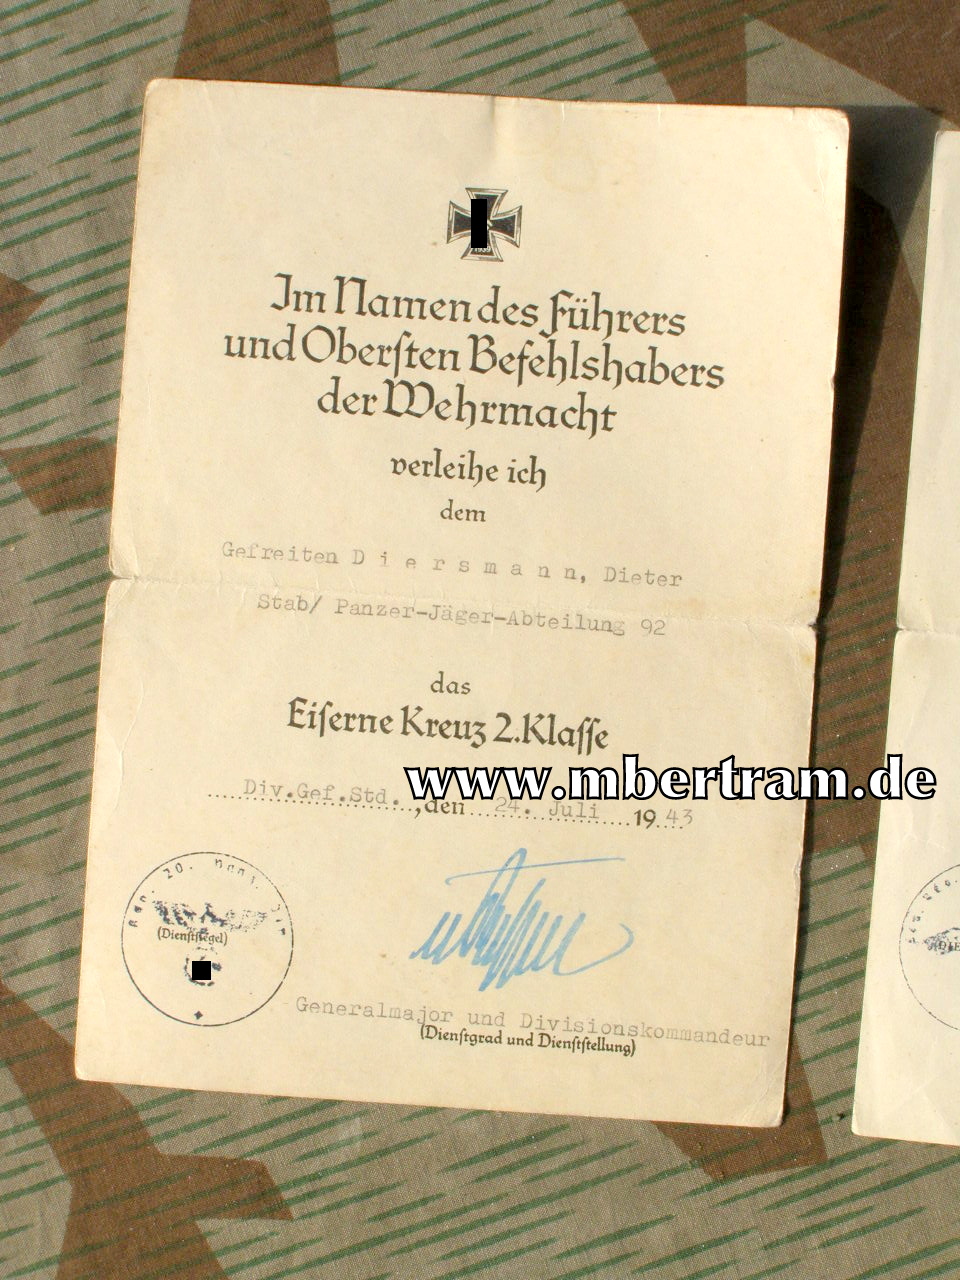 Im Namen des Führers
und Oberſten Befehlshabers
der Wehrmacht
verleihe ich
dem
Gefreiten D i e r s m a n n, Dieter
Stab/ Panzer-Jäger-Abteilung 92
das
Eiſerne Kreuz 2.Klaſſe
www.mbertram.de
Div.Gef.Std. ,den 24. Juli 1943
20.
(Dienſtſiegel)
Generalmajor und Divisionskommandeur
(Dienſtgrad und Dienſtſtellung)